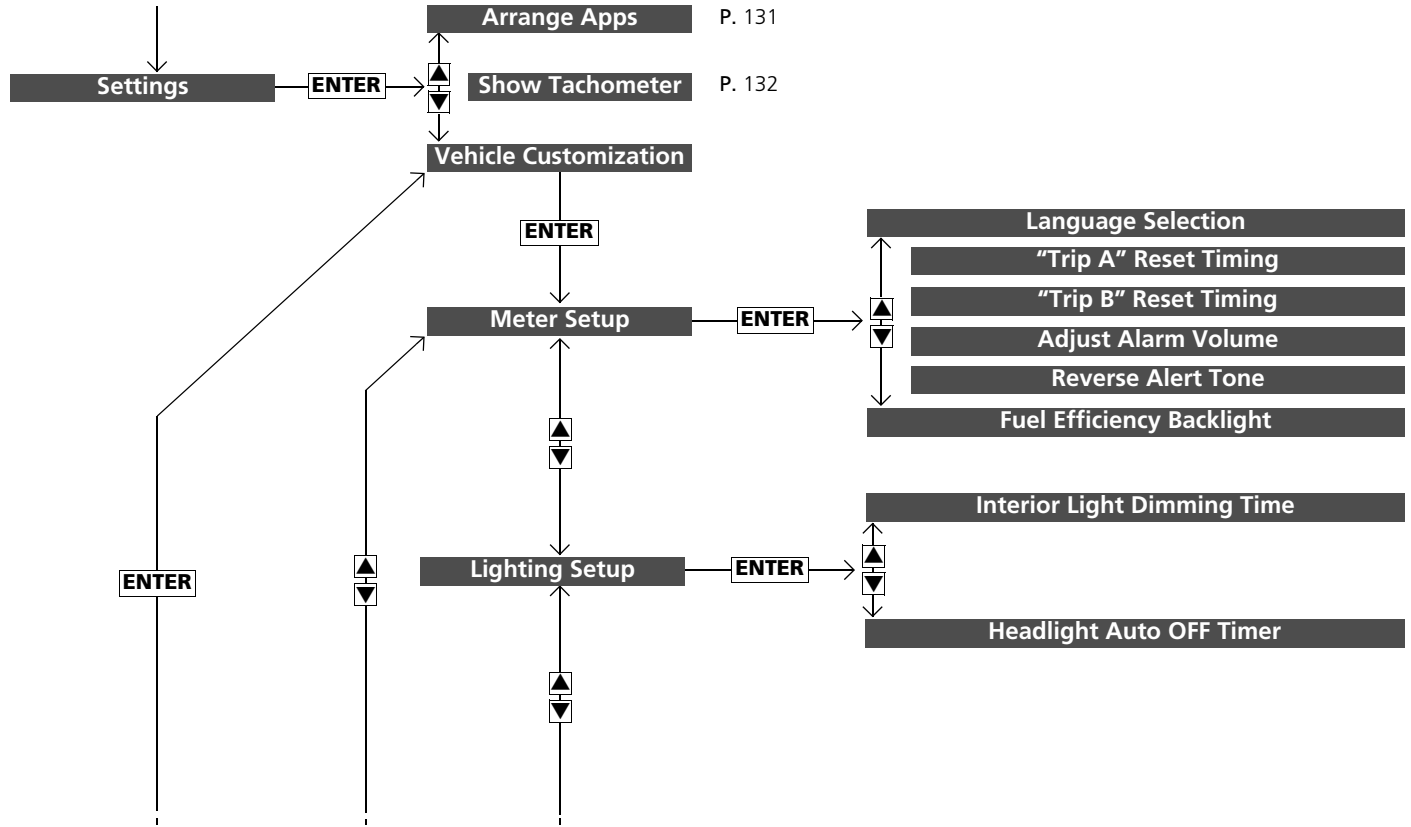 Arrange Apps P. 131
Settings ENTER ▲
▼ Show Tachometer P. 132
Vehicle Customization
ENTER
Language Selection
“Trip A” Reset Timing
“Trip B” Reset Timing
Meter Setup ENTER ▲
▼ Adjust Alarm Volume
Reverse Alert Tone
Fuel Efficiency Backlight
▲
▼
Interior Light Dimming Time
Lighting Setup ENTER ▲
▼
ENTER ▲
▼
Headlight Auto OFF Timer
▲
▼